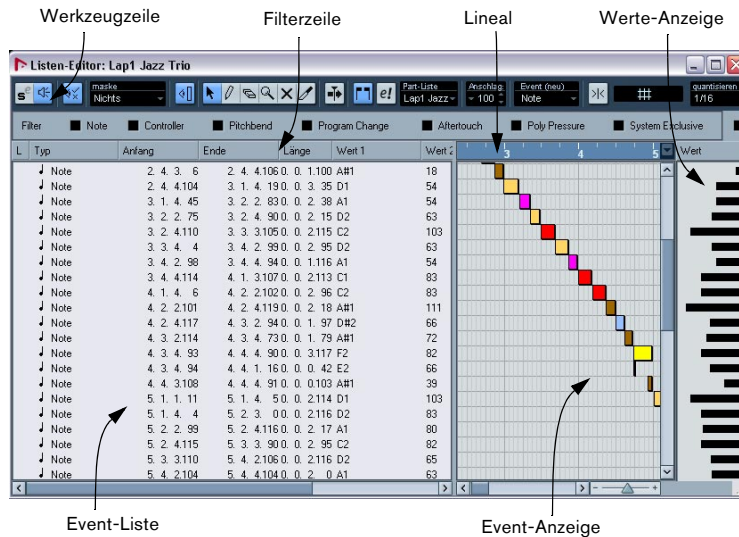 Werkzeugzeile Filterzeile Lineal Werte-Anzeige
Listen-Editor: Lap1 Jazz Trio
maske Part-Liste Anschlag Event (neu) quantisieren
Nichts e! Lap1 Jazz 100 Note 1/16
Filter Note Controller Pitchbend Program Change Aftertouch Poly Pressure System Exclusive
L Typ Anfang Ende Länge Wert 1 Wert 2 3 4 5 Wert
Note 2. 4. 3. 6 2. 4. 4.106 0. 0. 1.100 A#1 18
Note 2. 4. 4.104 3. 1. 4. 19 0. 0. 3. 35 D1 54
Note 3. 1. 4. 45 3. 2. 2. 83 0. 0. 2. 38 A1 54
Note 3. 2. 2. 75 3. 2. 4. 90 0. 0. 2. 15 D2 63
Note 3. 2. 4.110 3. 3. 3.105 0. 0. 2.115 C2 103
Note 3. 3. 4. 4 3. 4. 2. 99 0. 0. 2. 95 D2 63
Note 3. 4. 2. 98 3. 4. 4. 94 0. 0. 1.116 A1 54
Note 3. 4. 4.114 4. 1. 3.107 0. 0. 2.113 C1 83
Note 4. 1. 4. 6 4. 2. 2.102 0. 0. 2. 96 C2 83
Note 4. 2. 2.101 4. 2. 4.119 0. 0. 2. 18 A#1 111
Note 4. 2. 4.117 4. 3. 2. 94 0. 0. 1. 97 D#2 66
Note 4. 3. 2.114 4. 3. 4. 73 0. 0. 1. 79 A#1 72
Note 4. 3. 4. 93 4. 4. 4. 90 0. 0. 3.117 F2 82
Note 4. 3. 4. 94 4. 4. 1. 16 0. 0. 0. 42 E2 66
Note 4. 4. 3.108 4. 4. 4. 91 0. 0. 0.103 A#1 39
Note 5. 1. 1. 11 5. 1. 4. 5 0. 0. 2.114 D1 103
Note 5. 1. 4. 4 5. 2. 3. 0 0. 0. 2.116 D2 83
Note 5. 2. 2. 99 5. 2. 4.116 0. 0. 2. 17 A1 80
Note 5. 2. 4.115 5. 3. 3. 90 0. 0. 2. 95 C2 82
Note 5. 3. 3.110 5. 4. 2.106 0. 0. 2.116 D2 65
Note 5. 4. 2.104 5. 4. 4.104 0. 0. 2. 0 A1 63
Event-Liste Event-Anzeige